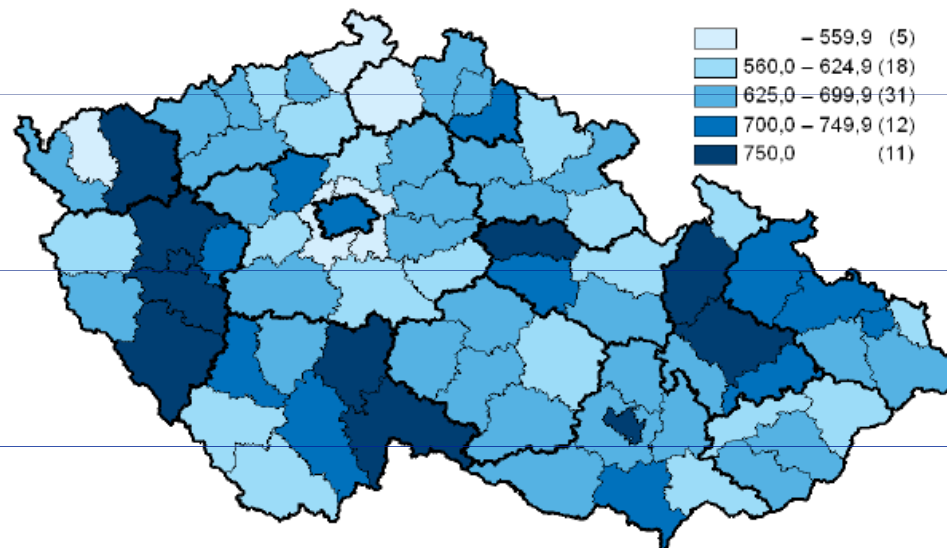 – 559,9 (5)
560,0 – 624,9 (18)
625,0 – 699,9 (31)
700,0 – 749,9 (12)
750,0 (11)